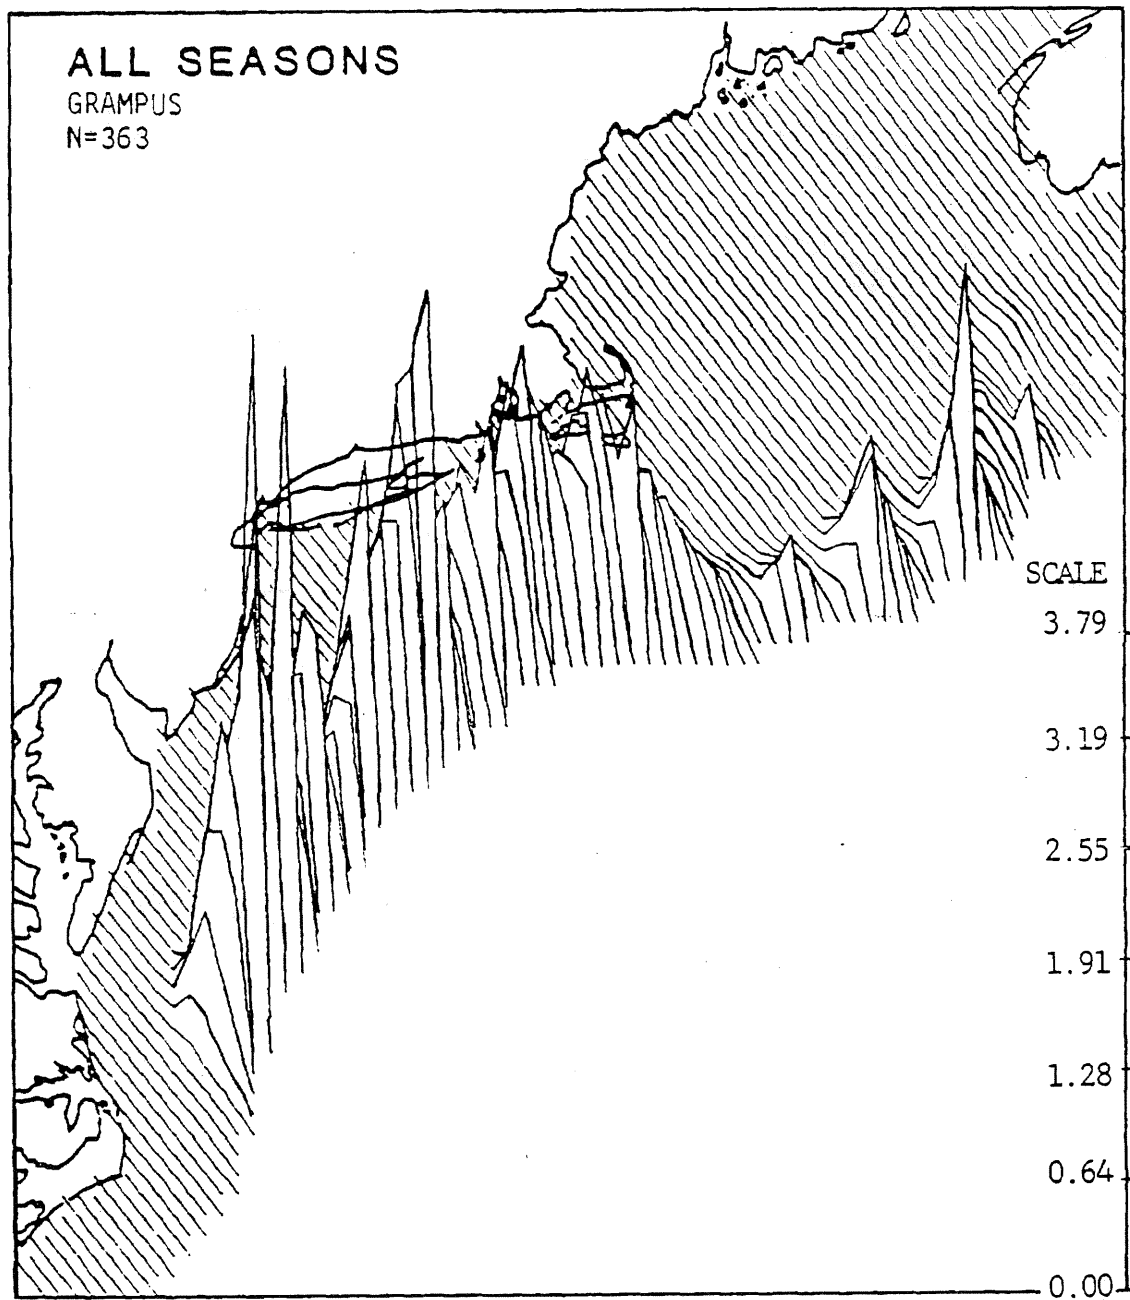 ALL SEASONS
GRAMPUS
N=363
SCALE
3.79
3.19
2.55
1.91
1.28
0.64
0.00